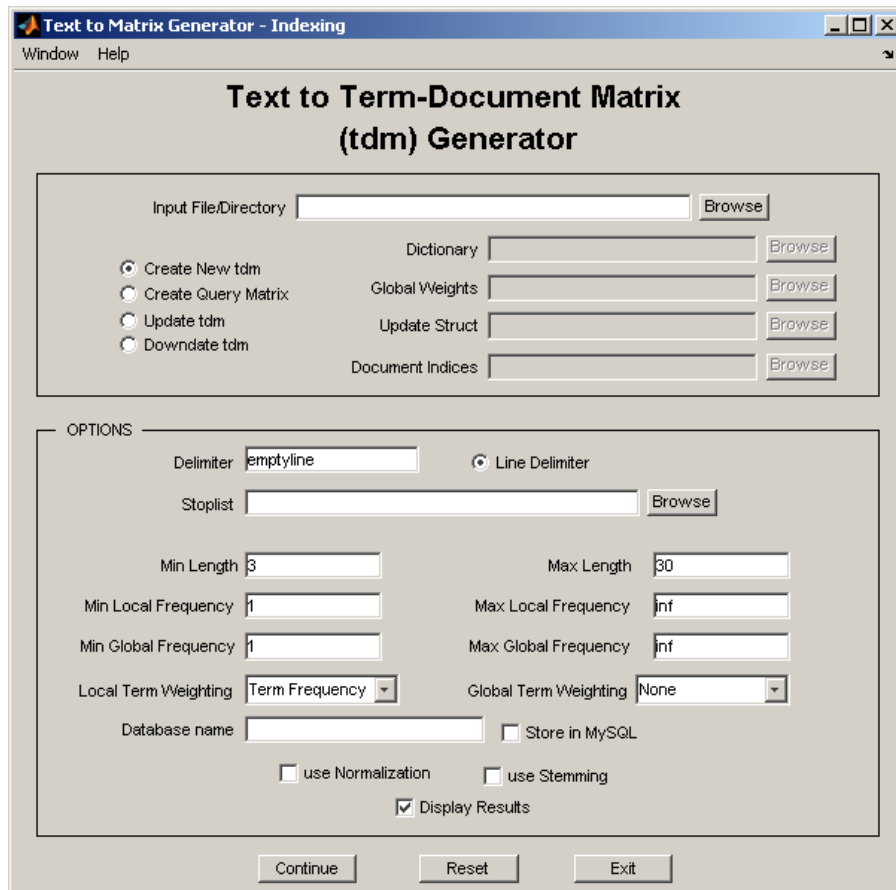 Text to Matrix Generator - Indexing
Window Help
Text to Term-Document Matrix
(tdm) Generator
Input File/Directory Browse
Dictionary Browse
Create New tdm
Create Query Matrix
Global Weights Browse
Update tdm
Update Struct Browse
Downdate tdm
Document Indices Browse
OPTIONS
Delimiter emptyline Line Delimiter
Stoplist Browse
Min Length 3 Max Length 30
Min Local Frequency 1 Max Local Frequency inf
Min Global Frequency 1 Max Global Frequency inf
Local Term Weighting Term Frequency Global Term Weighting None
Database name Store in MySQL
use Normalization use Stemming
Display Results
Continue Reset Exit